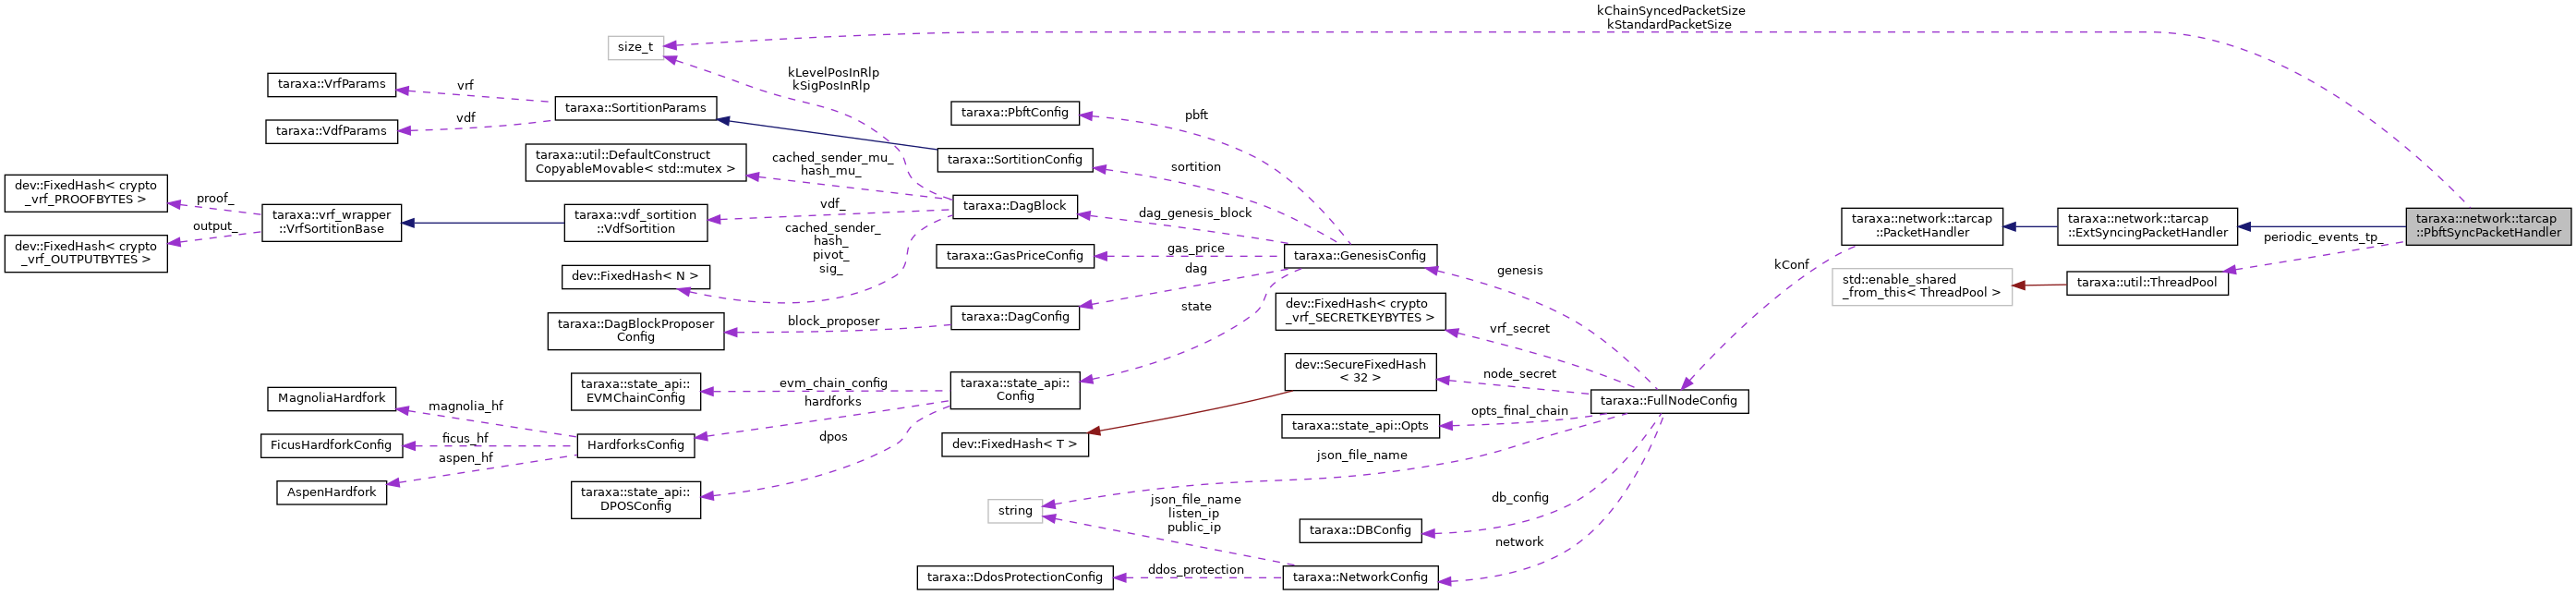 kChainSyncedPacketSize
kStandardPacketSize
size_t
kLevelPosInRlp
kSigPosInRlp
taraxa::VrfParams
vrf
taraxa::SortitionParams
vdf
taraxa::VdfParams
taraxa::PbftConfig
pbft
taraxa::util::DefaultConstruct
CopyableMovable< std::mutex >
cached_sender_mu_
hash_mu_
taraxa::SortitionConfig
sortition
dev::FixedHash< crypto
_vrf_PROOFBYTES >
proof_
output_
dev::FixedHash< crypto
_vrf_OUTPUTBYTES >
taraxa::vrf_wrapper
::VrfSortitionBase
taraxa::vdf_sortition
::VdfSortition
vdf_
cached_sender_
hash_
pivot_
sig_
taraxa::DagBlock
dag_genesis_block
taraxa::GasPriceConfig
gas_price
dag
state
taraxa::GenesisConfig
genesis
dev::FixedHash< N >
taraxa::DagBlockProposer
Config
block_proposer
taraxa::DagConfig
dev::FixedHash< crypto
_vrf_SECRETKEYBYTES >
vrf_secret
taraxa::network::tarcap
::PacketHandler
taraxa::network::tarcap
::ExtSyncingPacketHandler
taraxa::network::tarcap
::PbftSyncPacketHandler
periodic_events_tp_
kConf
std::enable_shared
_from_this< ThreadPool >
taraxa::util::ThreadPool
dev::SecureFixedHash
< 32 >
node_secret
taraxa::FullNodeConfig
taraxa::state_api::
EVMChainConfig
evm_chain_config
hardforks
dpos
taraxa::state_api::
Config
MagnoliaHardfork
magnolia_hf
FicusHardforkConfig
ficus_hf
aspen_hf
AspenHardfork
HardforksConfig
taraxa::state_api::
DPOSConfig
dev::FixedHash< T >
taraxa::state_api::Opts
opts_final_chain
json_file_name
string
json_file_name
listen_ip
public_ip
taraxa::DBConfig
db_config
network
taraxa::DdosProtectionConfig
ddos_protection
taraxa::NetworkConfig